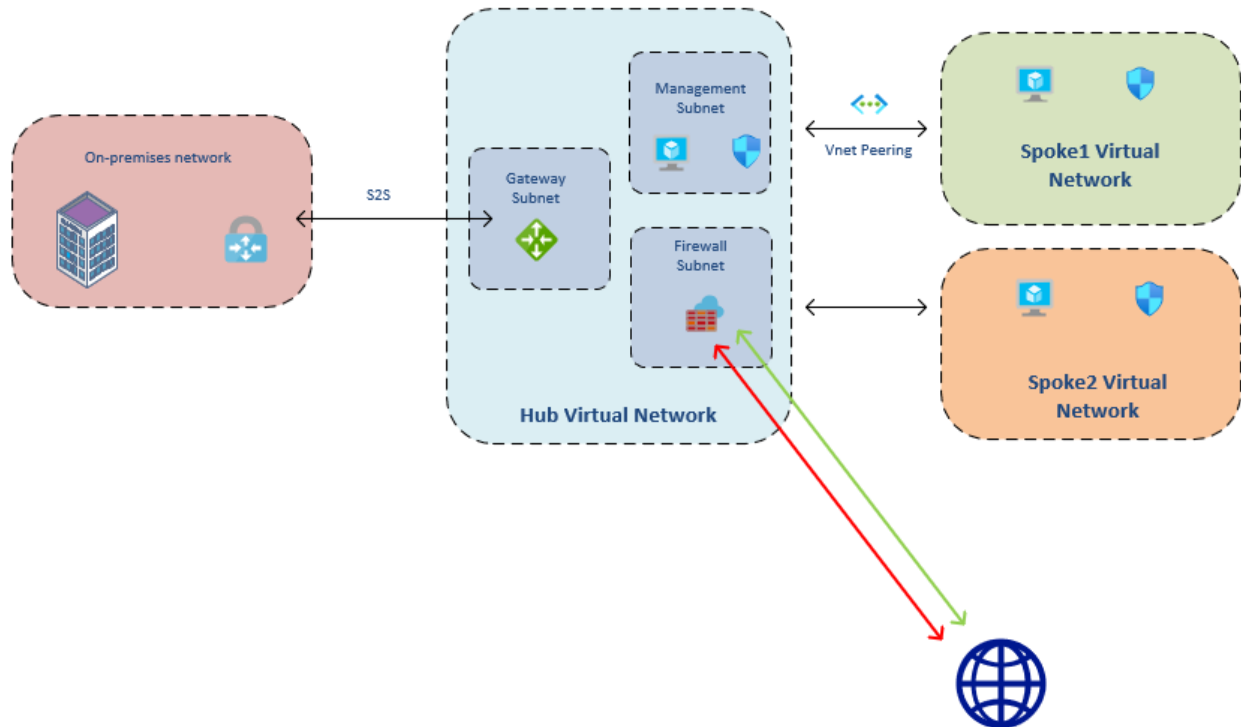 On-premises network
S2S
Gateway
Subnet
Management
Subnet
Firewall
Subnet
Hub Virtual Network
Vnet Peering
Spoke1 Virtual
Network
Spoke2 Virtual
Network